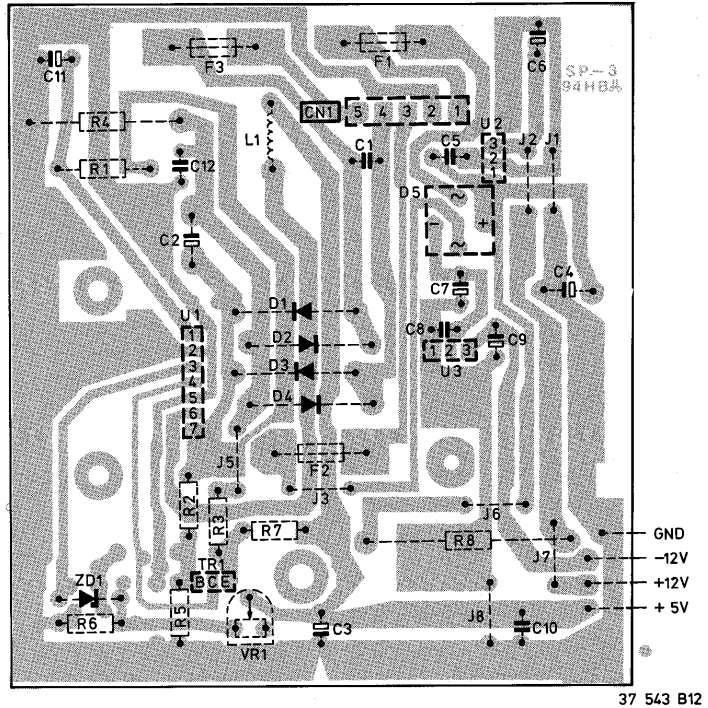 F3
F1
C6
C11
SP-3
94HB
CN1 5 4 3 2 1
U2
R4
L1
C1
C5
3
2
1
J2
J1
R1
C12
D5
~
- +
~
C2
C4
C7
D1
U1
C8
D2
C9
1
2
3
4
5
6
7
D3
1 2 3
U3
D4
F2
J5
J3
R2
R3
J6
R7
R8
J7
GND
-12V
TR1
BCE
ZD1
+12V
R5
J8
+ 5V
R6
C3
C10
VR1
37 543 B12